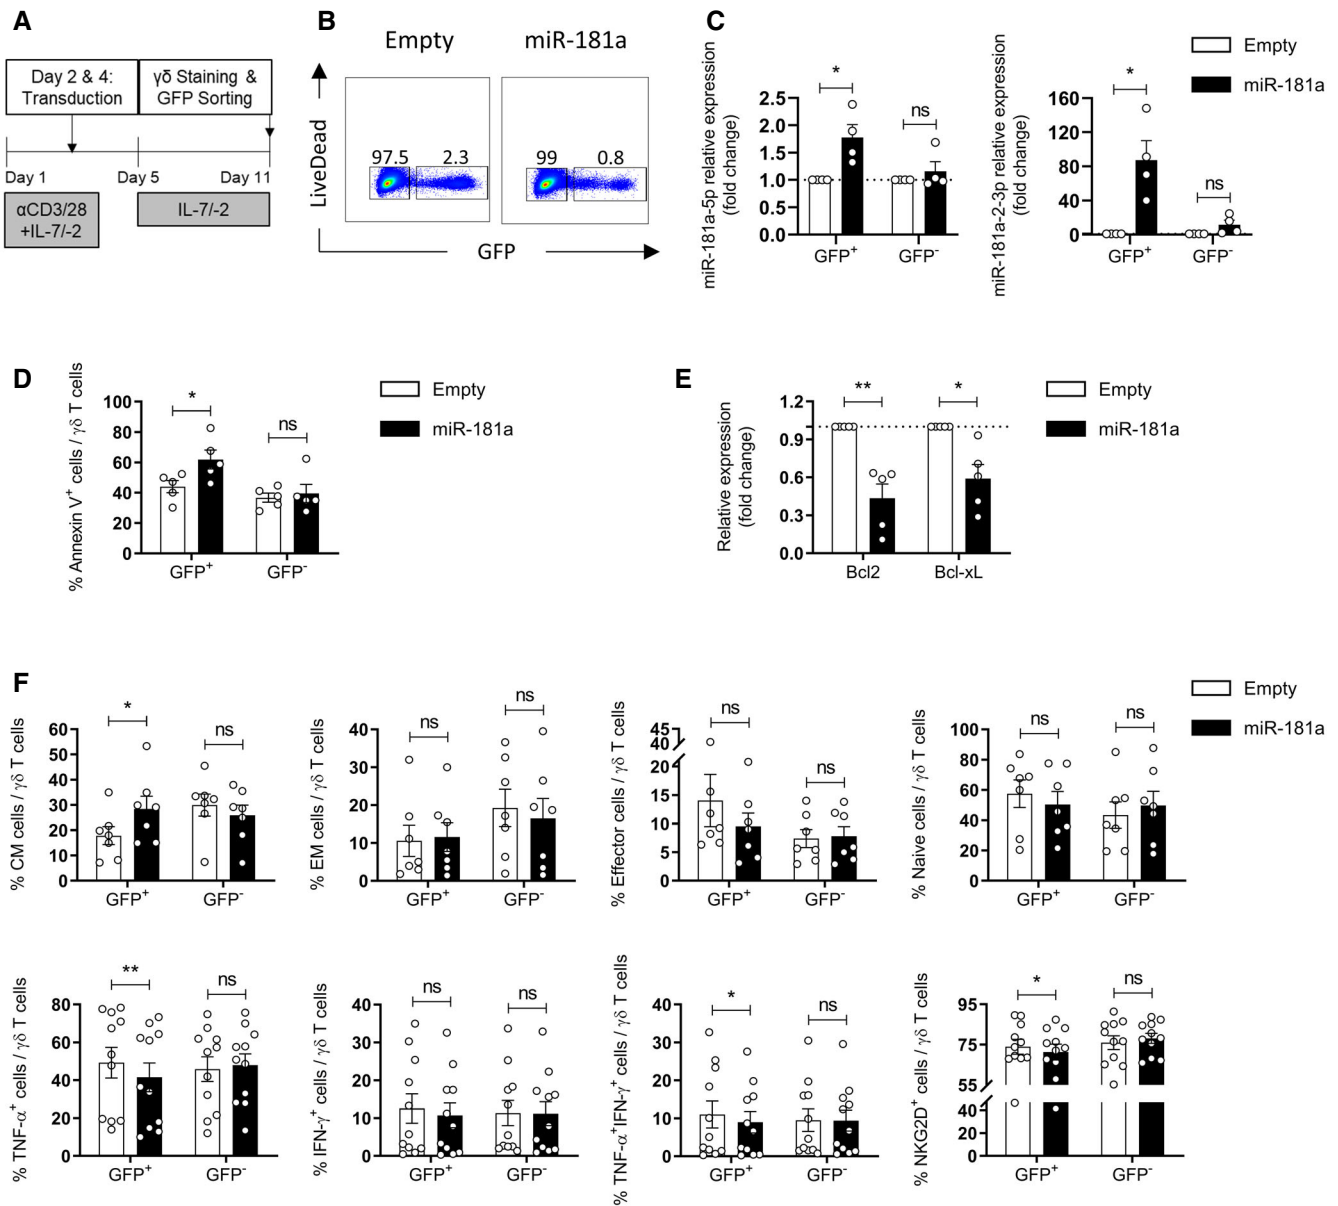 A
Day 2 & 4:
Transduction
γδ Staining &
GFP Sorting
Day 1
Day 5
Day 11
αCD3/28
+IL-7/-2
IL-7/-2
B
Empty
miR-181a
LiveDead
97.5
2.3
99
0.8
GFP
C
Empty
miR-181a
miR-181a-5p relative expression
(fold change)
2.5
2.0
1.5
1.0
0.5
0.0
*
ns
GFP+
GFP-
miR-181a-2-3p relative expression
(fold change)
160
120
80
40
0
*
ns
GFP+
GFP-
D
% Annexin V+ cells / γδ T cells
100
80
60
40
20
0
*
ns
GFP+
GFP-
Empty
miR-181a
E
Relative expression
(fold change)
1.2
0.9
0.6
0.3
0.0
**
*
Bcl2
Bcl-xL
Empty
miR-181a
F
Empty
miR-181a
% CM cells / γδ T cells
60
50
40
30
20
10
0
*
ns
GFP+
GFP-
% EM cells / γδ T cells
40
30
20
10
0
ns
ns
GFP+
GFP-
% Effector cells / γδ T cells
45
40
20
15
10
5
0
ns
ns
GFP+
GFP-
% Naive cells / γδ T cells
100
80
60
40
20
0
ns
ns
GFP+
GFP-
% TNF-α+ cells / γδ T cells
80
60
40
20
0
**
ns
GFP+
GFP-
% IFN-γ+ cells / γδ T cells
40
30
20
10
0
ns
ns
GFP+
GFP-
% TNF-α+IFN-γ+ cells / γδ T cells
40
30
20
10
0
*
ns
GFP+
GFP-
% NKG2D+ cells / γδ T cells
95
75
55
40
20
0
*
ns
GFP+
GFP-